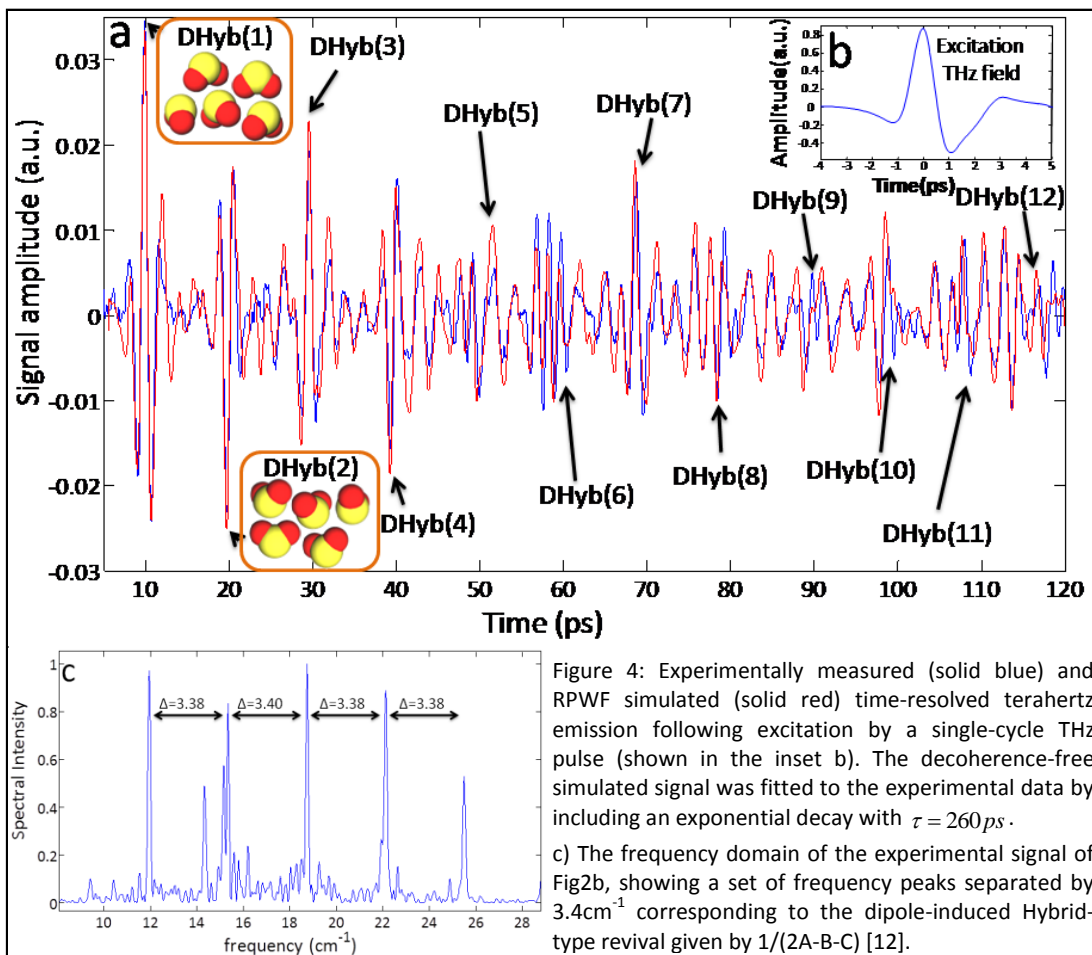 a
DHyb(1)
DHyb(3)
DHyb(5)
DHyb(7)
DHyb(9)
DHyb(12)
b
Excitation
THz field
Amplitude(a.u.)
0.8
0.4
0
-0.4
-4 -3 -2 -1 0 1 2 3 4 5
Time(ps)
Signal amplitude (a.u.)
0.03
0.02
0.01
0
-0.01
-0.02
-0.03
DHyb(2)
DHyb(4)
DHyb(6)
DHyb(8)
DHyb(10)
DHyb(11)
10 20 30 40 50 60 70 80 90 100 110 120
Time (ps)
c
Δ=3.38 Δ=3.40 Δ=3.38 Δ=3.38
Spectral Intensity
1
0.8
0.6
0.4
0.2
0
10 12 14 16 18 20 22 24 26 28
frequency (cm-1)
Figure 4: Experimentally measured (solid blue) and
RPWF simulated (solid red) time-resolved terahertz
emission following excitation by a single-cycle THz
pulse (shown in the inset b). The decoherence-free
simulated signal was fitted to the experimental data by
including an exponential decay with τ = 260 ps.
c) The frequency domain of the experimental signal of
Fig2b, showing a set of frequency peaks separated by
3.4cm-1 corresponding to the dipole-induced Hybrid-
type revival given by 1/(2A-B-C) [12].